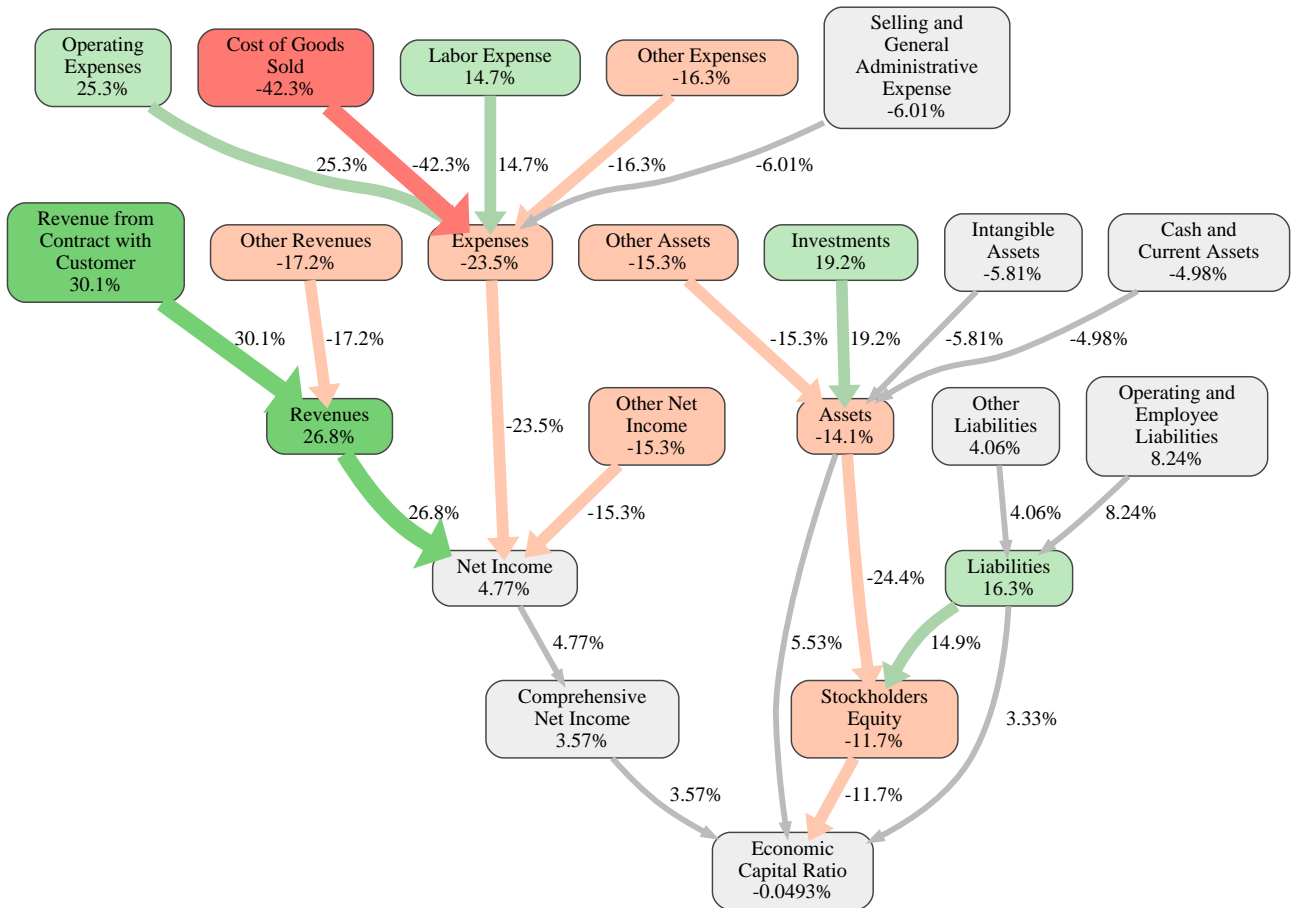 Operating
Expenses
25.3%
Cost of Goods
Sold
-42.3%
Labor Expense
14.7%
Other Expenses
-16.3%
Selling and
General
Administrative
Expense
-6.01%
25.3%
-42.3%
14.7%
-16.3%
-6.01%
Revenue from
Contract with
Customer
30.1%
Other Revenues
-17.2%
Expenses
-23.5%
Other Assets
-15.3%
Investments
19.2%
Intangible
Assets
-5.81%
Cash and
Current Assets
-4.98%
30.1%
-17.2%
-23.5%
-15.3%
19.2%
-5.81%
-4.98%
Revenues
26.8%
Other Net
Income
-15.3%
Assets
-14.1%
Other
Liabilities
4.06%
Operating and
Employee
Liabilities
8.24%
26.8%
-15.3%
4.06%
8.24%
Net Income
4.77%
-24.4%
Liabilities
16.3%
4.77%
5.53%
14.9%
3.33%
Comprehensive
Net Income
3.57%
Stockholders
Equity
-11.7%
3.57%
-11.7%
Economic
Capital Ratio
-0.0493%